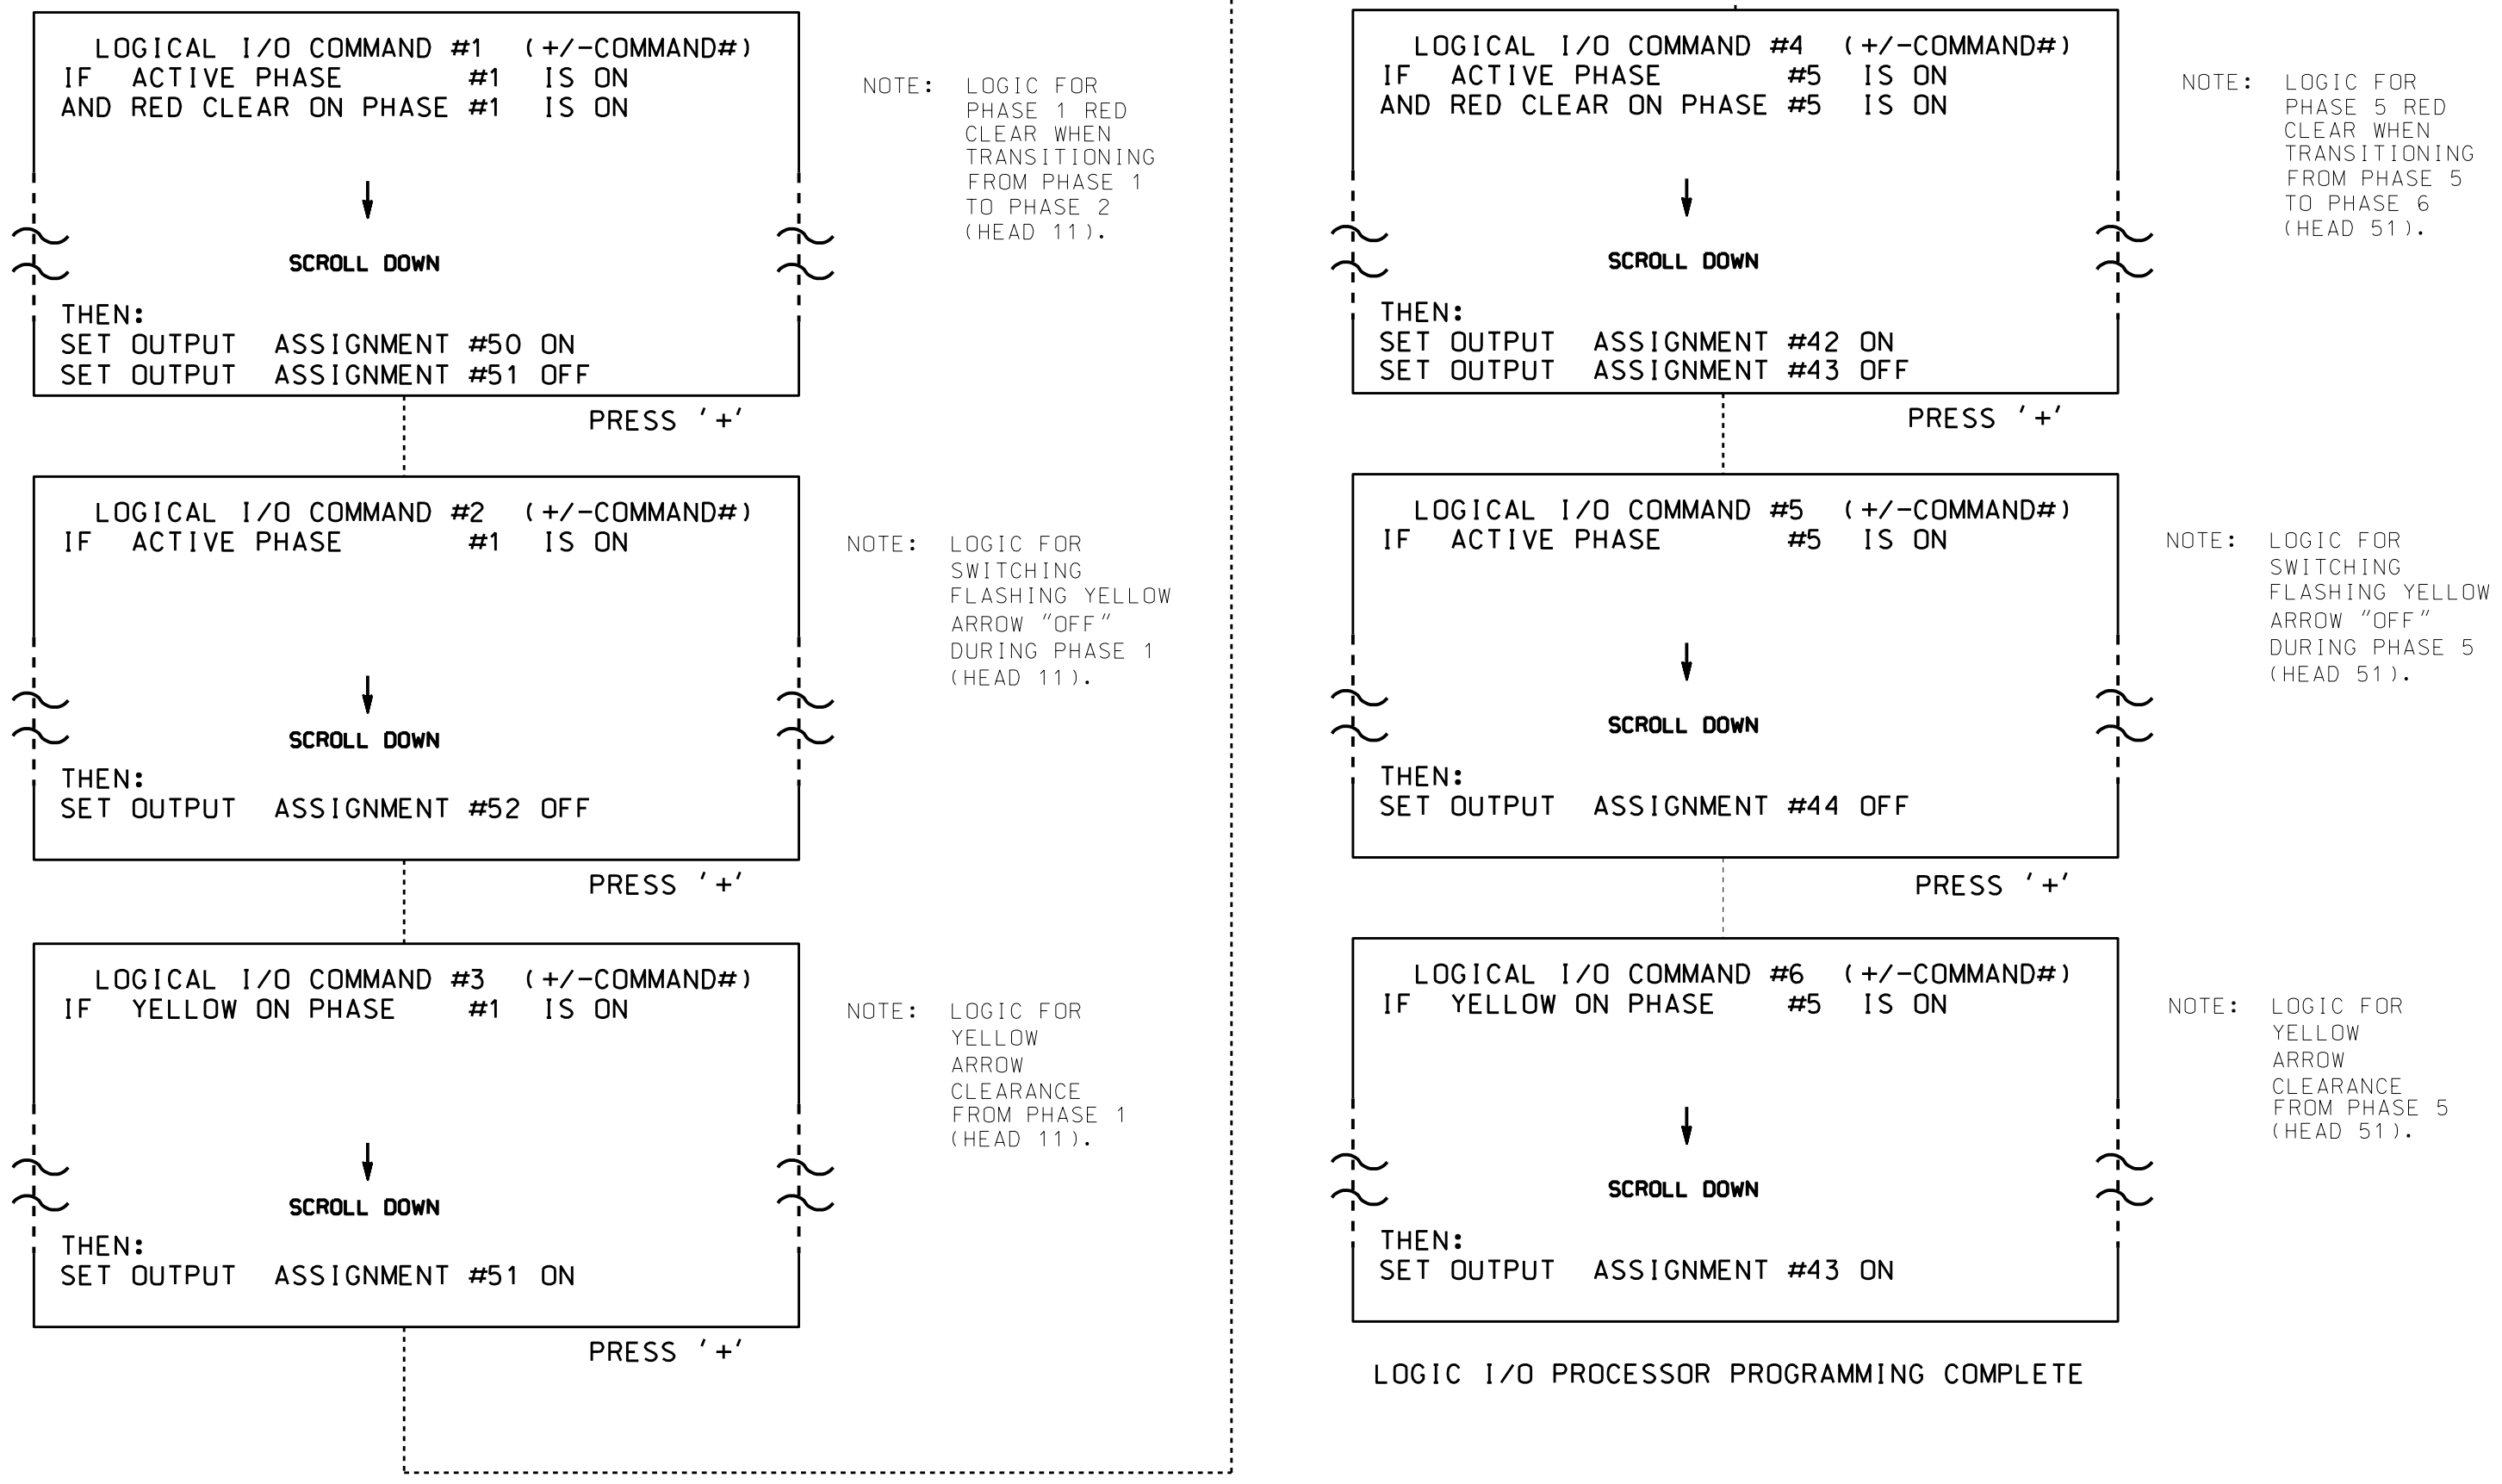 LOGICAL I/O COMMAND #1 (+/-COMMAND#)
IF ACTIVE PHASE #1 IS ON
AND RED CLEAR ON PHASE #1 IS ON
SCROLL DOWN
THEN:
SET OUTPUT ASSIGNMENT #50 ON
SET OUTPUT ASSIGNMENT #51 OFF
PRESS '+'
NOTE: LOGIC FOR
PHASE 1 RED
CLEAR WHEN
TRANSITIONING
FROM PHASE 1
TO PHASE 2
(HEAD 11).
LOGICAL I/O COMMAND #2 (+/-COMMAND#)
IF ACTIVE PHASE #1 IS ON
SCROLL DOWN
THEN:
SET OUTPUT ASSIGNMENT #52 OFF
PRESS '+'
NOTE: LOGIC FOR
SWITCHING
FLASHING YELLOW
ARROW "OFF"
DURING PHASE 1
(HEAD 11).
LOGICAL I/O COMMAND #3 (+/-COMMAND#)
IF YELLOW ON PHASE #1 IS ON
SCROLL DOWN
THEN:
SET OUTPUT ASSIGNMENT #51 ON
PRESS '+'
NOTE: LOGIC FOR
YELLOW
ARROW
CLEARANCE
FROM PHASE 1
(HEAD 11).
LOGICAL I/O COMMAND #4 (+/-COMMAND#)
IF ACTIVE PHASE #5 IS ON
AND RED CLEAR ON PHASE #5 IS ON
SCROLL DOWN
THEN:
SET OUTPUT ASSIGNMENT #42 ON
SET OUTPUT ASSIGNMENT #43 OFF
PRESS '+'
NOTE: LOGIC FOR
PHASE 5 RED
CLEAR WHEN
TRANSITIONING
FROM PHASE 5
TO PHASE 6
(HEAD 51).
LOGICAL I/O COMMAND #5 (+/-COMMAND#)
IF ACTIVE PHASE #5 IS ON
SCROLL DOWN
THEN:
SET OUTPUT ASSIGNMENT #44 OFF
PRESS '+'
NOTE: LOGIC FOR
SWITCHING
FLASHING YELLOW
ARROW "OFF"
DURING PHASE 5
(HEAD 51).
LOGICAL I/O COMMAND #6 (+/-COMMAND#)
IF YELLOW ON PHASE #5 IS ON
SCROLL DOWN
THEN:
SET OUTPUT ASSIGNMENT #43 ON
NOTE: LOGIC FOR
YELLOW
ARROW
CLEARANCE
FROM PHASE 5
(HEAD 51).
LOGIC I/O PROCESSOR PROGRAMMING COMPLETE